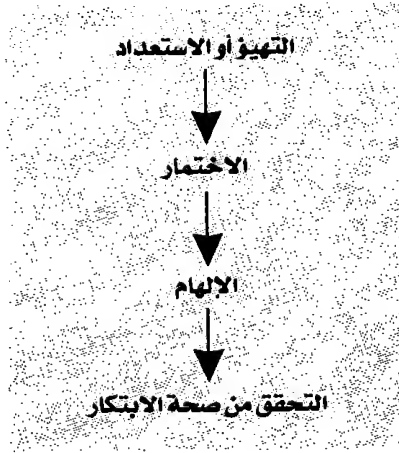 التهيؤ أو الاستعداد
الاختمار
الإلهام
التحقق من صحة الابتكار